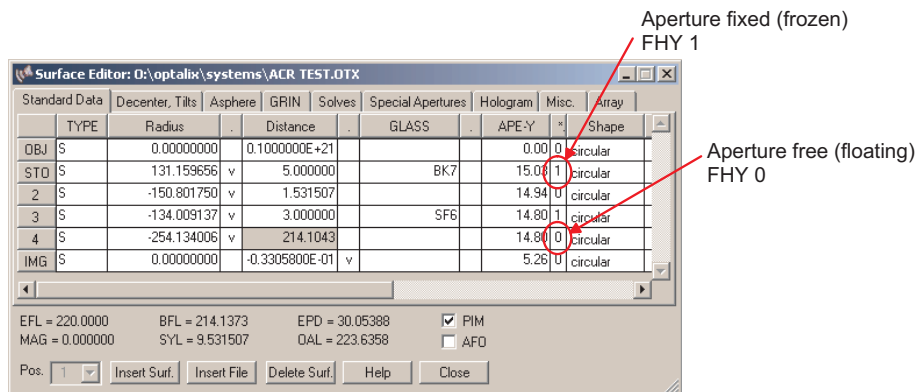 Aperture fixed (frozen)
FHY 1
Surface Editor: O:\optalix\systems\ACR TEST.OTX
Standard Data Decenter, Tilts Asphere GRIN Solves Special Apertures Hologram Misc. Array
TYPE Radius . Distance . GLASS . APE-Y * Shape
OBJ S 0.00000000 0.1000000E+21 0.00 0 circular
STO S 131.159656 v 5.000000 BK7 15.03 1 circular
2 S -150.801750 v 1.531507 14.94 0 circular
3 S -134.009137 v 3.000000 SF6 14.80 1 circular
4 S -254.134006 v 214.1043 14.80 0 circular
IMG S 0.00000000 -0.3305800E-01 v 5.26 0 circular
Aperture free (floating)
FHY 0
EFL = 220.0000 BFL = 214.1373 EPD = 30.05388 PIM
MAG = 0.000000 SYL = 9.531507 OAL = 223.6358 AFO
Pos. 1 Insert Surf. Insert File Delete Surf. Help Close